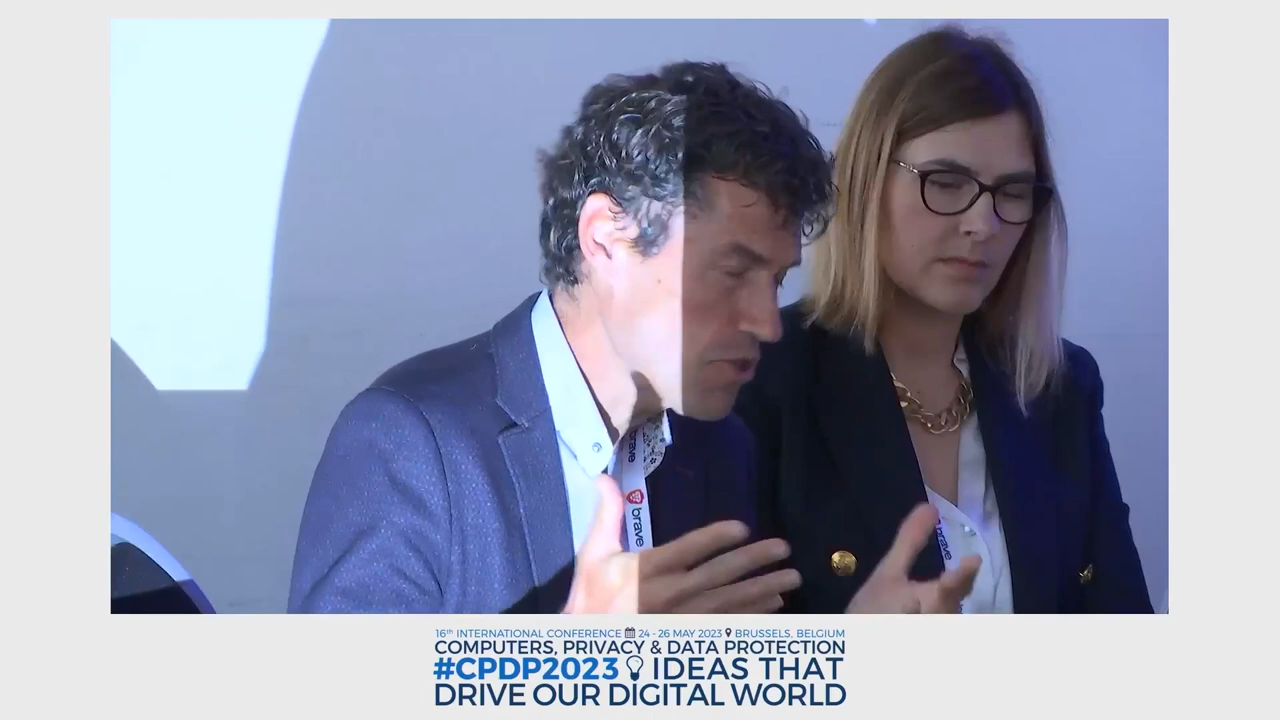 brave
brave
brave
16th INTERNATIONAL CONFERENCE 24 - 26 MAY 2023 BRUSSELS, BELGIUM
COMPUTERS, PRIVACY & DATA PROTECTION
#CPDP2023 IDEAS THAT
DRIVE OUR DIGITAL WORLD